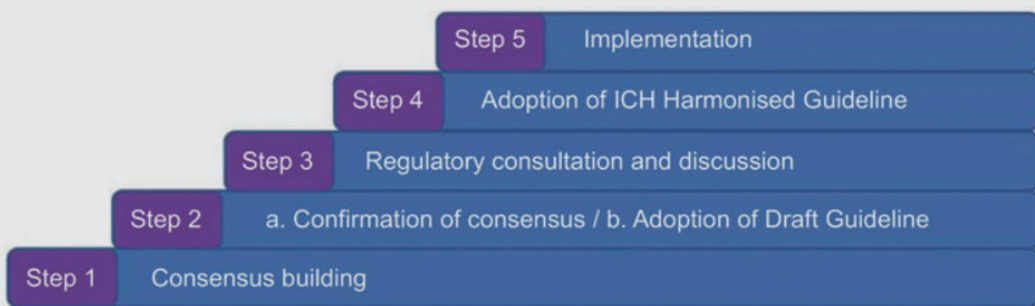 Step 5 Implementation
Step 4 Adoption of ICH Harmonised Guideline
Step 3 Regulatory consultation and discussion
Step 2 a. Confirmation of consensus / b. Adoption of Draft Guideline
Step 1 Consensus building